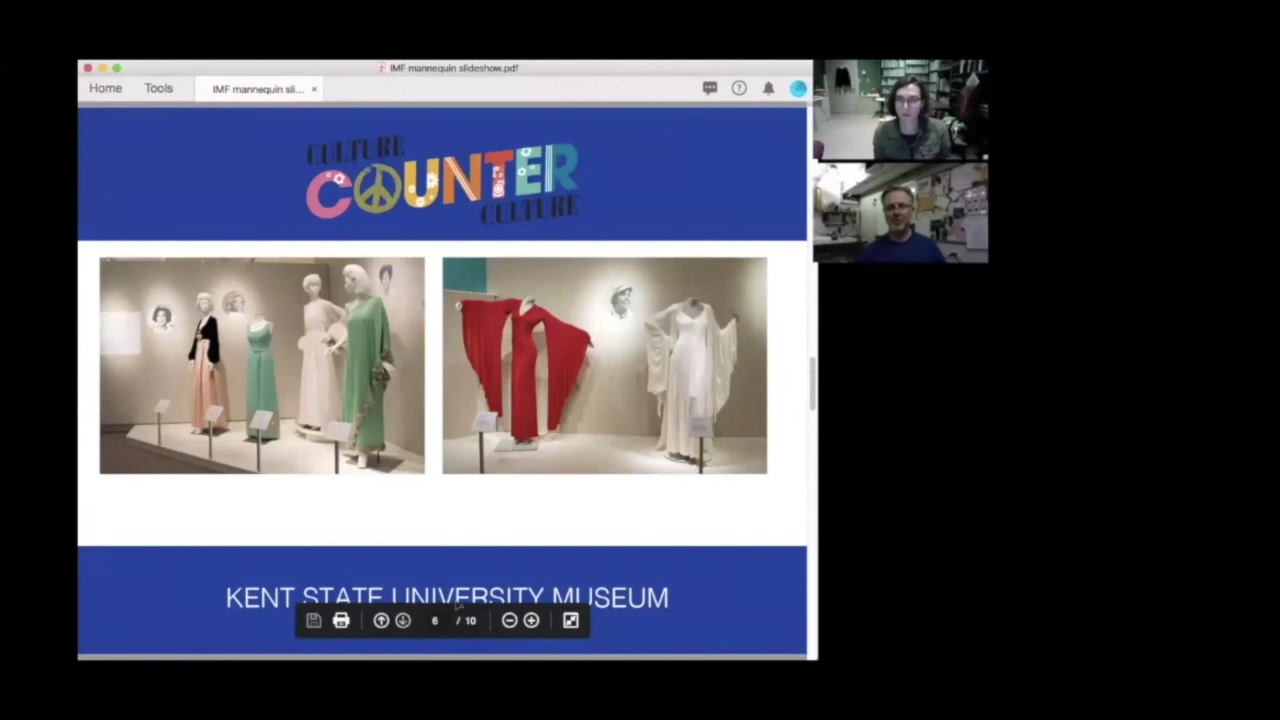 IMF mannequin slideshow.pdf
Home Tools IMF mannequin sli... ×
CULTURE
COUNTER
CULTURE
KENT STATE UNIVERSITY MUSEUM
6 / 10